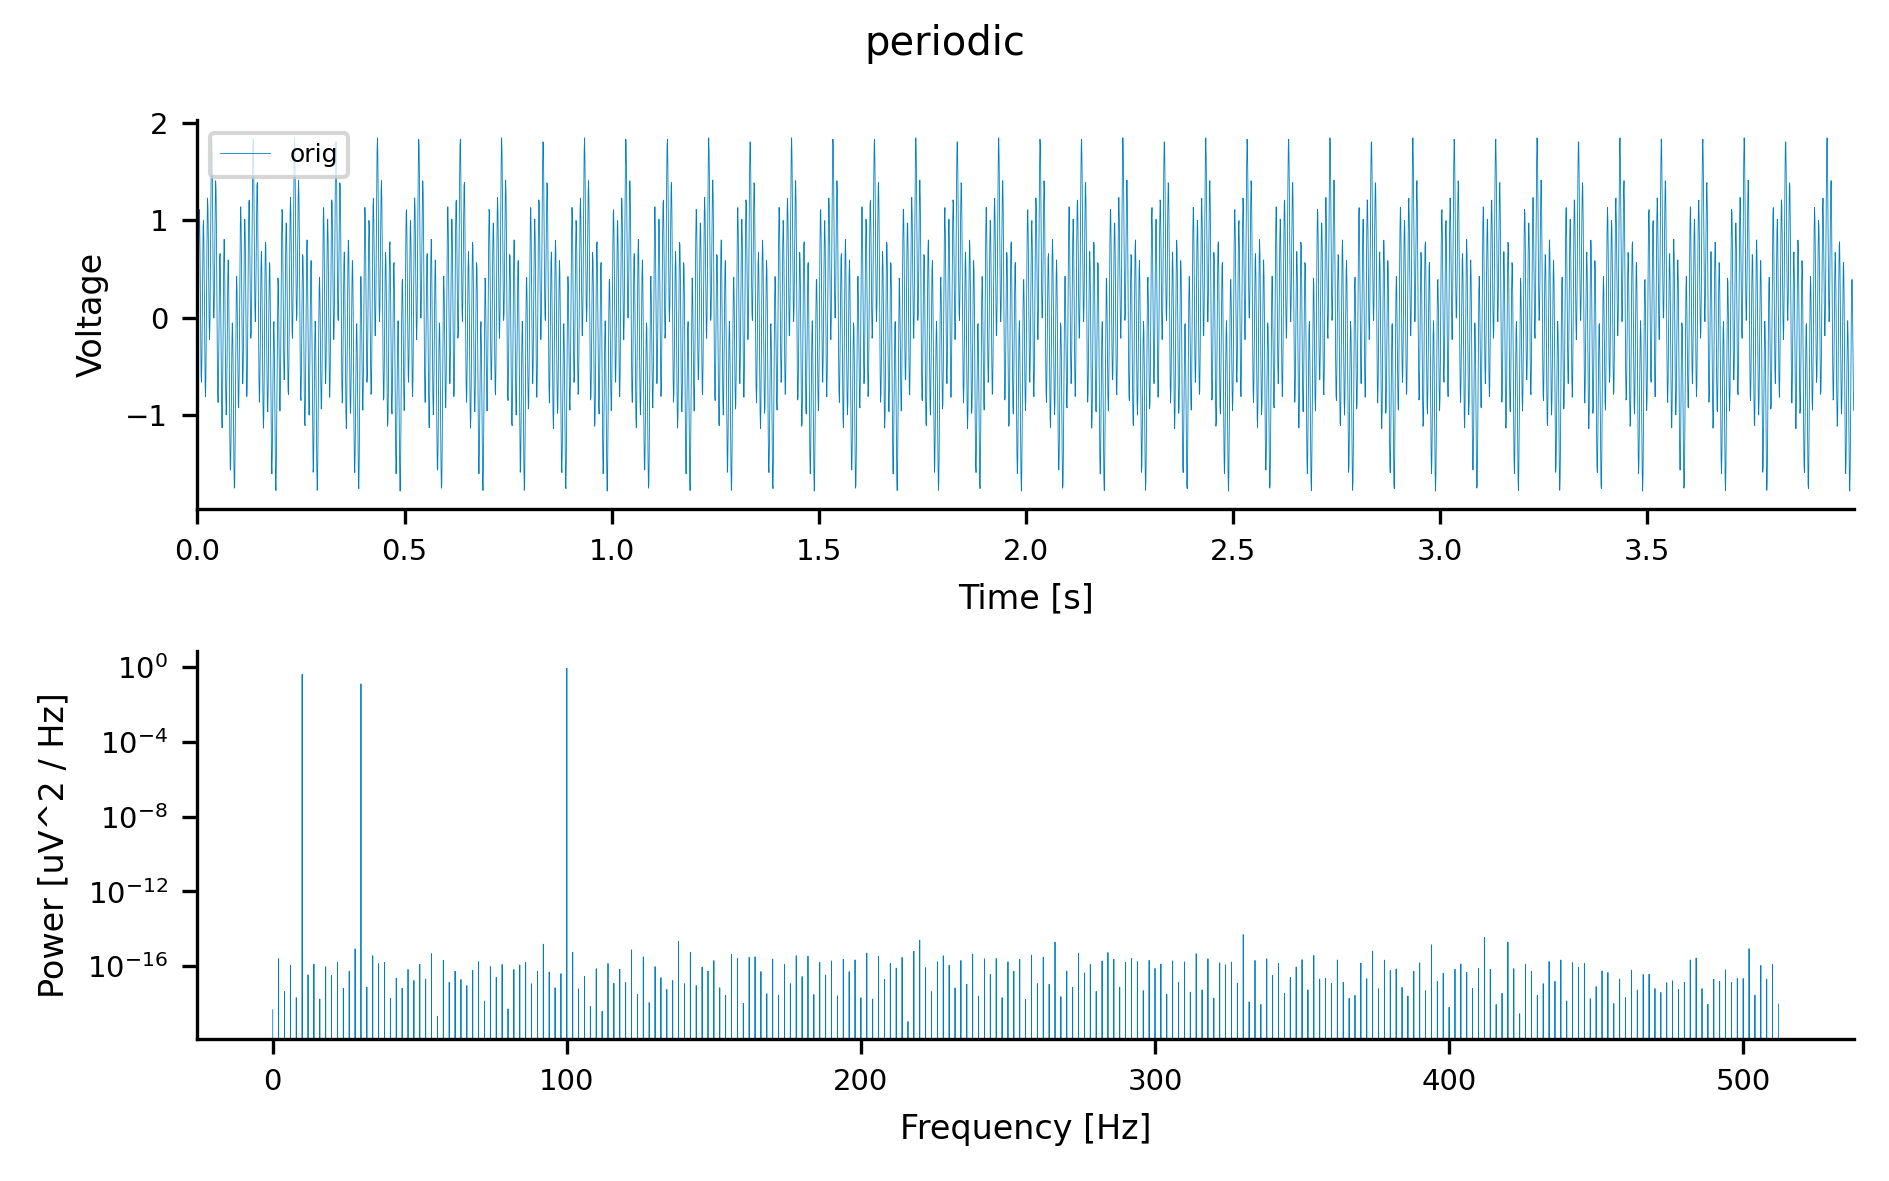 periodic
orig
2
1
0
−1
Voltage
0.0 0.5 1.0 1.5 2.0 2.5 3.0 3.5
Time [s]
10⁰
10⁻⁴
10⁻⁸
10⁻¹²
10⁻¹⁶
Power [uV^2 / Hz]
0 100 200 300 400 500
Frequency [Hz]